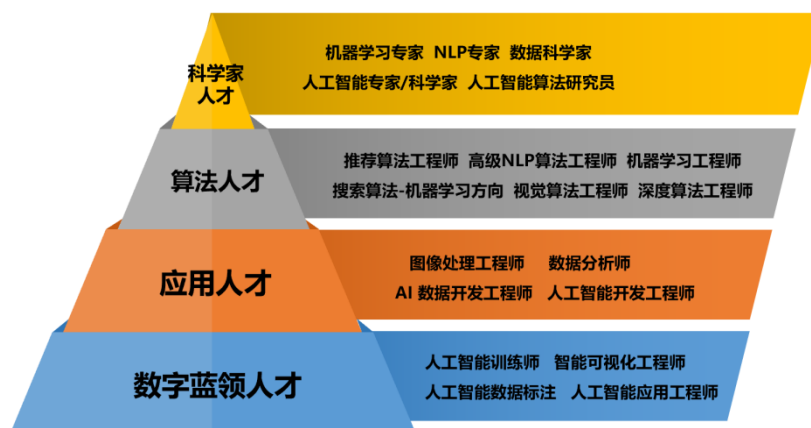 科学家
人才
机器学习专家 NLP专家 数据科学家
人工智能专家/科学家 人工智能算法研究员
算法人才
推荐算法工程师 高级NLP算法工程师 机器学习工程师
搜索算法-机器学习方向 视觉算法工程师 深度算法工程师
应用人才
图像处理工程师 数据分析师
AI 数据开发工程师 人工智能开发工程师
数字蓝领人才
人工智能训练师 智能可视化工程师
人工智能数据标注 人工智能应用工程师